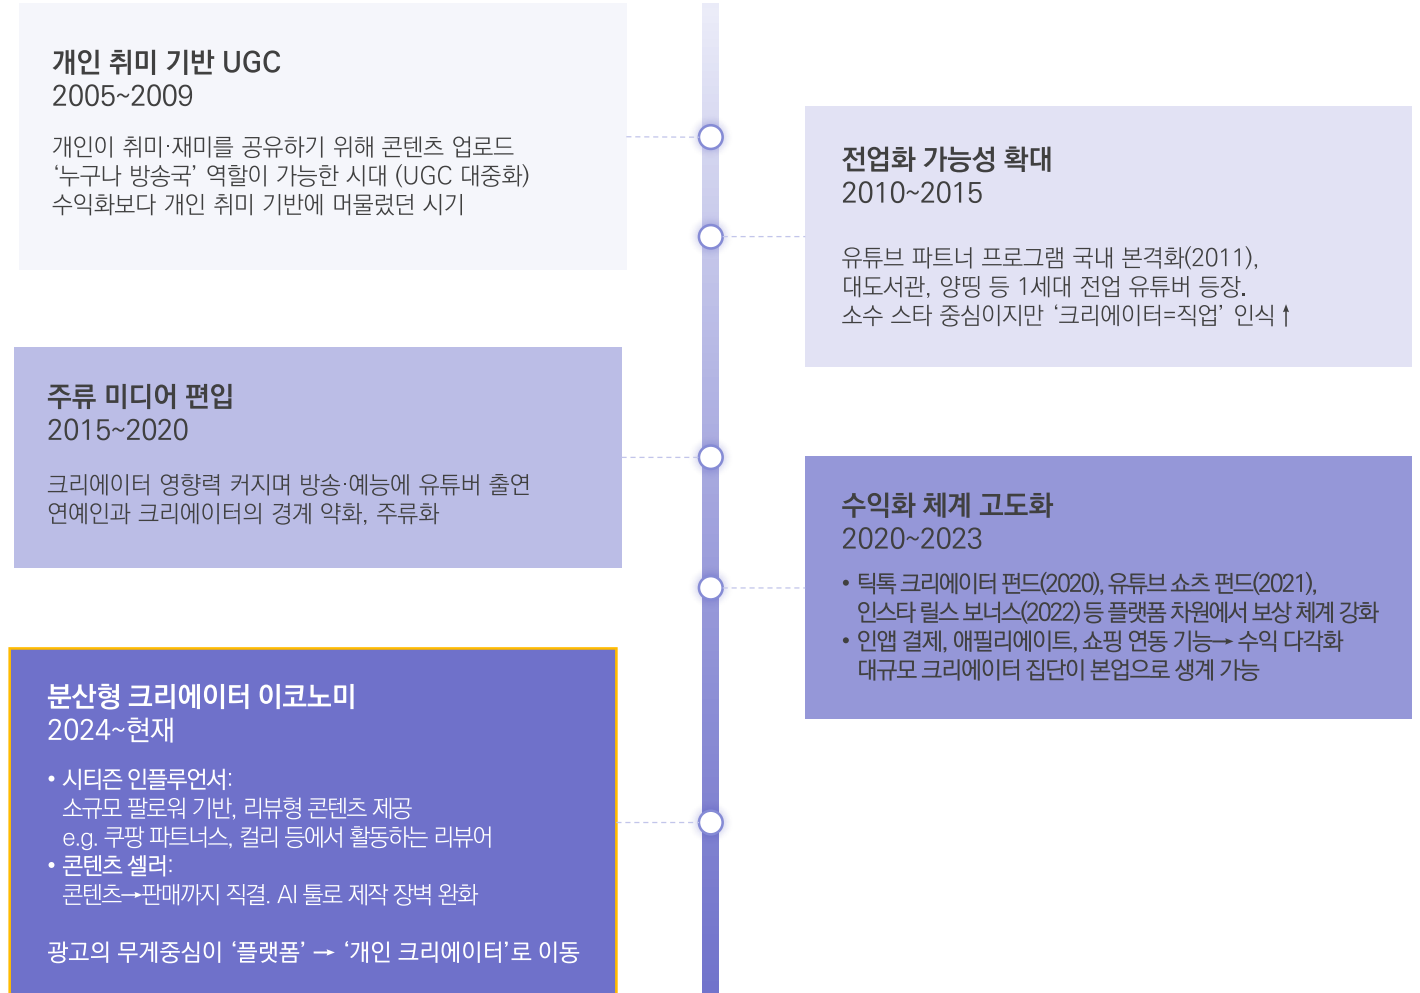 개인 취미 기반 UGC
2005~2009
개인이 취미·재미를 공유하기 위해 콘텐츠 업로드
‘누구나 방송국’ 역할이 가능한 시대 (UGC 대중화)
수익화보다 개인 취미 기반에 머물렀던 시기
전업화 가능성 확대
2010~2015
유튜브 파트너 프로그램 국내 본격화(2011),
대도서관, 양띵 등 1세대 전업 유튜버 등장.
소수 스타 중심이지만 ‘크리에이터=직업’ 인식↑
주류 미디어 편입
2015~2020
크리에이터 영향력 커지며 방송·예능에 유튜버 출연
연예인과 크리에이터의 경계 약화, 주류화
수익화 체계 고도화
2020~2023
• 틱톡 크리에이터 펀드(2020), 유튜브 쇼츠 펀드(2021),
인스타 릴스 보너스(2022) 등 플랫폼 차원에서 보상 체계 강화
• 인앱 결제, 애필리에이트, 쇼핑 연동 기능→ 수익 다각화
대규모 크리에이터 집단이 본업으로 생계 가능
분산형 크리에이터 이코노미
2024~현재
• 시티즌 인플루언서:
소규모 팔로워 기반, 리뷰형 콘텐츠 제공
e.g. 쿠팡 파트너스, 컬리 등에서 활동하는 리뷰어
• 콘텐츠 셀러:
콘텐츠→판매까지 직결. AI 툴로 제작 장벽 완화
광고의 무게중심이 ‘플랫폼’ → ‘개인 크리에이터’로 이동